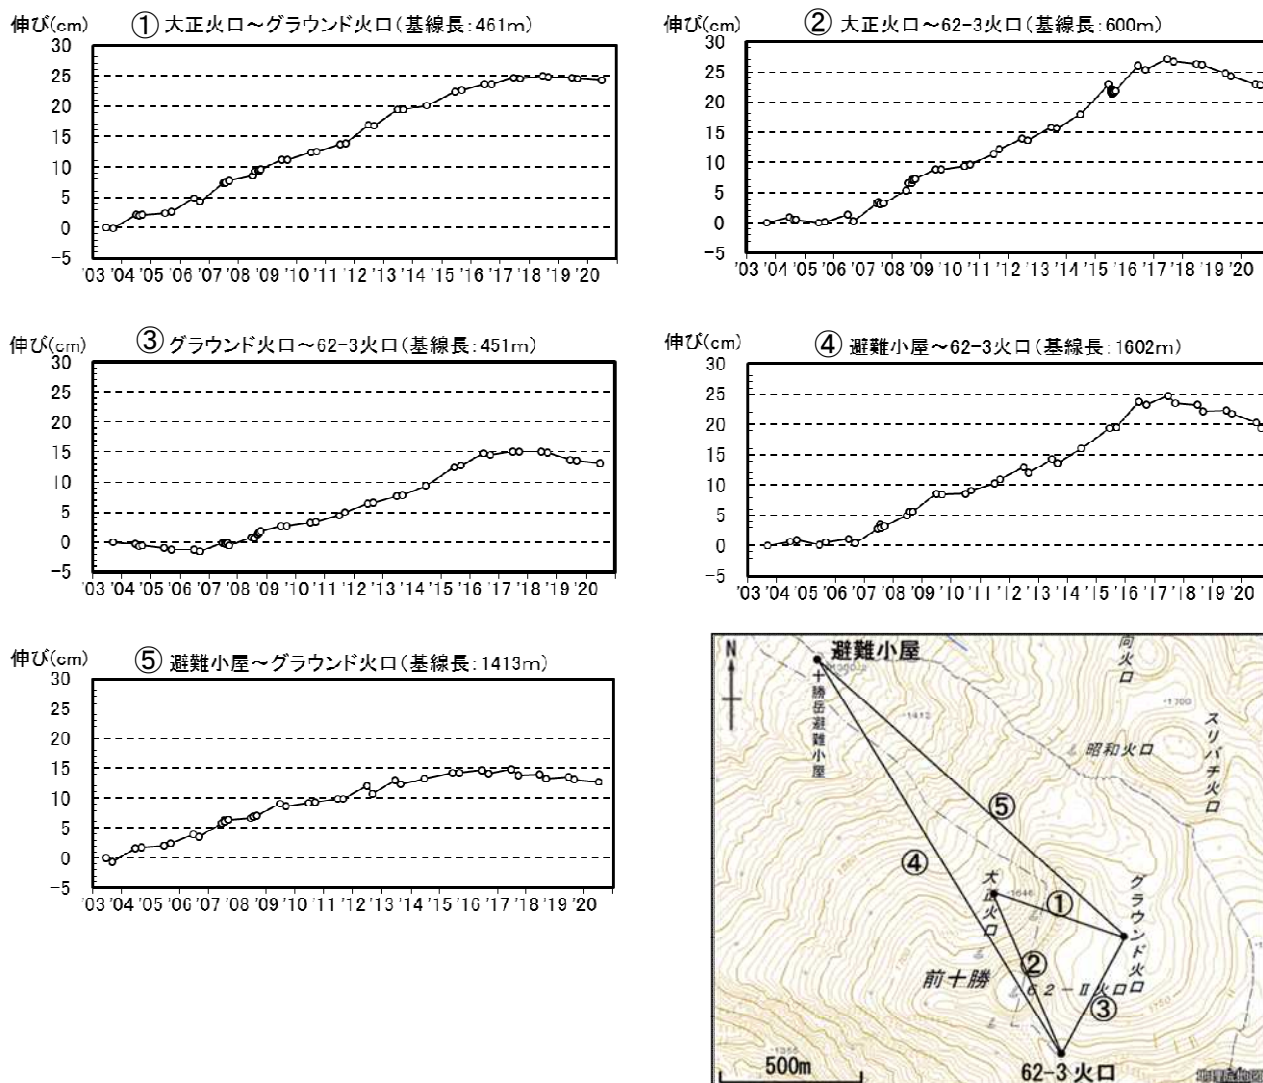 伸び(cm)
① 大正火口～グラウンド火口(基線長:461m)
30
25
20
15
10
5
0
-5
'03 '04 '05 '06 '07 '08 '09 '10 '11 '12 '13 '14 '15 '16 '17 '18 '19 '20
伸び(cm)
② 大正火口～62-3火口(基線長:600m)
30
25
20
15
10
5
0
-5
'03 '04 '05 '06 '07 '08 '09 '10 '11 '12 '13 '14 '15 '16 '17 '18 '19 '20
伸び(cm)
③ グラウンド火口～62-3火口(基線長:451m)
30
25
20
15
10
5
0
-5
'03 '04 '05 '06 '07 '08 '09 '10 '11 '12 '13 '14 '15 '16 '17 '18 '19 '20
伸び(cm)
④ 避難小屋～62-3火口(基線長:1602m)
30
25
20
15
10
5
0
-5
'03 '04 '05 '06 '07 '08 '09 '10 '11 '12 '13 '14 '15 '16 '17 '18 '19 '20
伸び(cm)
⑤ 避難小屋～グラウンド火口(基線長:1413m)
30
25
20
15
10
5
0
-5
'03 '04 '05 '06 '07 '08 '09 '10 '11 '12 '13 '14 '15 '16 '17 '18 '19 '20
N
避難小屋
十勝岳避難小屋
向火口
昭和火口
スリバチ火口
⑤
④
大正火口
1646
①
グラウンド火口
②
前十勝
62-Ⅱ火口
③
62-3 火口
500m